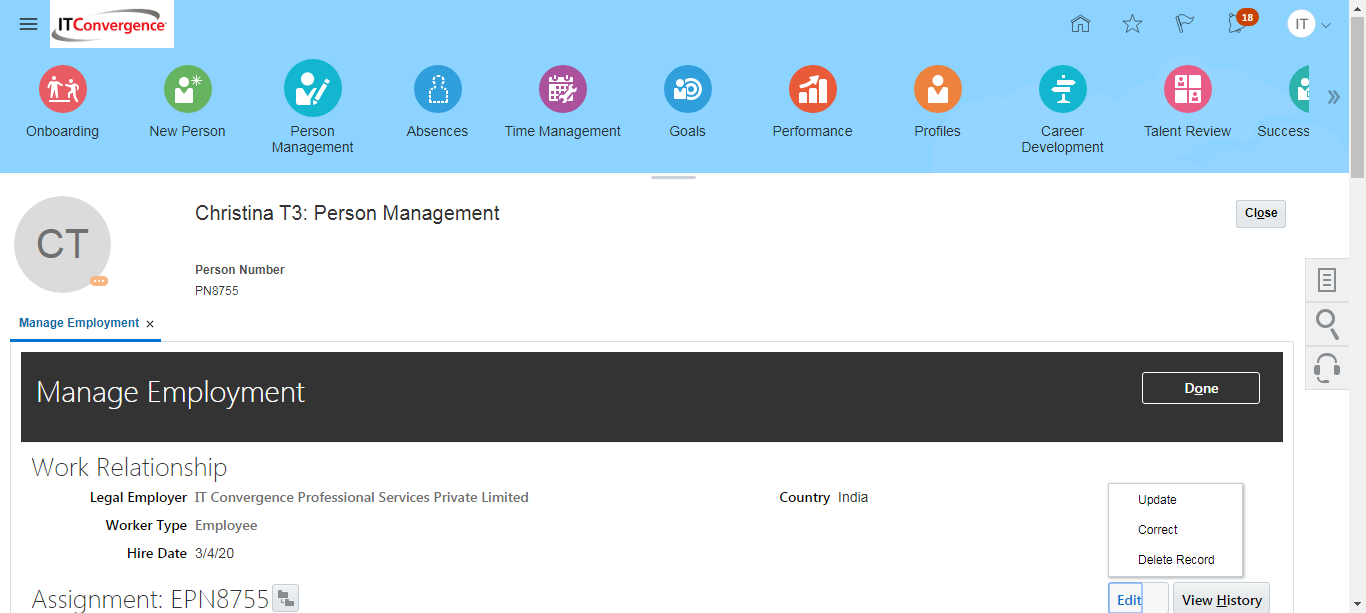 ITConvergence
18
IT
Onboarding
New Person
Person
Management
Absences
Time Management
Goals
Performance
Profiles
Career
Development
Talent Review
Success
CT
Christina T3: Person Management
Close
Person Number
PN8755
Manage Employment
Manage Employment
Done
Work Relationship
Legal Employer IT Convergence Professional Services Private Limited
Country India
Worker Type Employee
Hire Date 3/4/20
Update
Correct
Delete Record
Assignment: EPN8755
Edit
View History